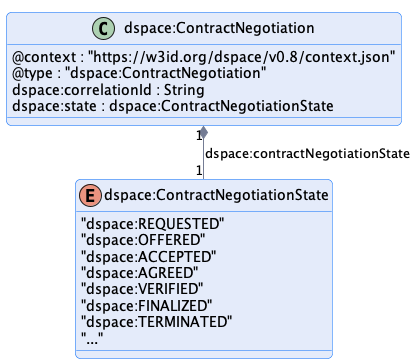 C dspace:ContractNegotiation
@context : "https://w3id.org/dspace/v0.8/context.json"
@type : "dspace:ContractNegotiation"
dspace:correlationId : String
dspace:state : dspace:ContractNegotiationState
1
dspace:contractNegotiationState
1
E dspace:ContractNegotiationState
"dspace:REQUESTED"
"dspace:OFFERED"
"dspace:ACCEPTED"
"dspace:AGREED"
"dspace:VERIFIED"
"dspace:FINALIZED"
"dspace:TERMINATED"
"..."